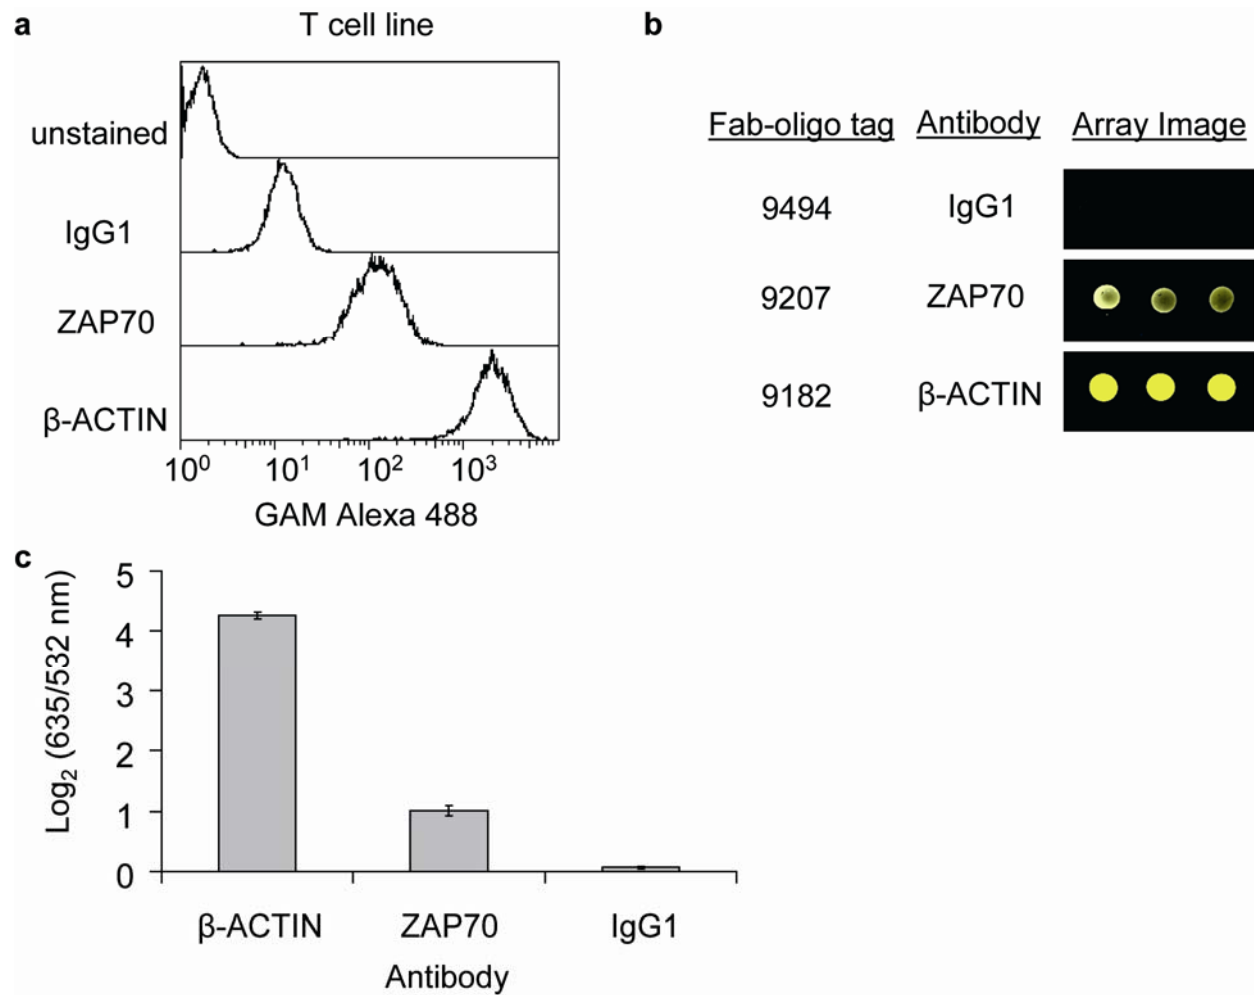 a
T cell line
unstained
IgG1
ZAP70
β-ACTIN
10⁰ 10¹ 10² 10³
GAM Alexa 488
b
Fab-oligo tag Antibody Array Image
9494 IgG1
9207 ZAP70
9182 β-ACTIN
c
Log₂ (635/532 nm)
5
4
3
2
1
0
β-ACTIN ZAP70 IgG1
Antibody